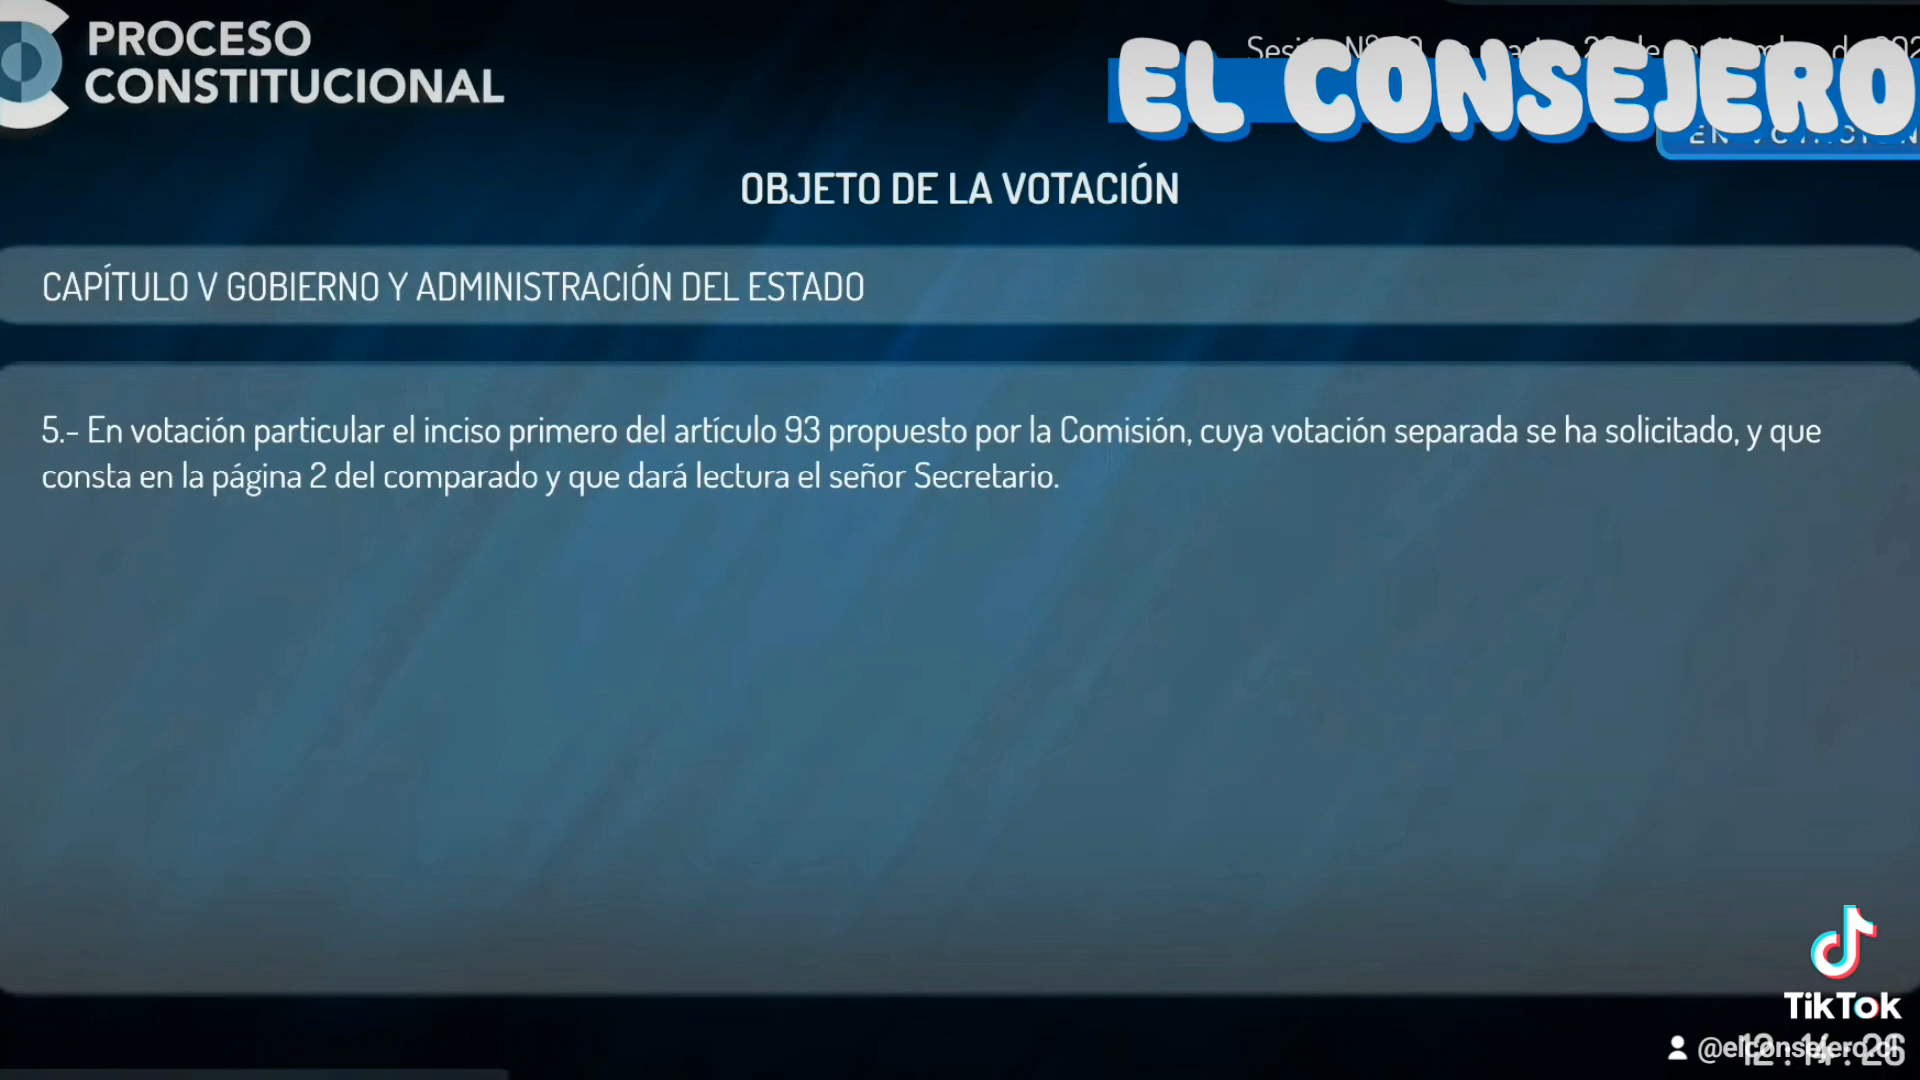 PROCESO
CONSTITUCIONAL
EL CONSEJERO
OBJETO DE LA VOTACIÓN
CAPÍTULO V GOBIERNO Y ADMINISTRACIÓN DEL ESTADO
5.- En votación particular el inciso primero del artículo 93 propuesto por la Comisión, cuya votación separada se ha solicitado, y que
consta en la página 2 del comparado y que dará lectura el señor Secretario.
TikTok
@elconsejero.cl